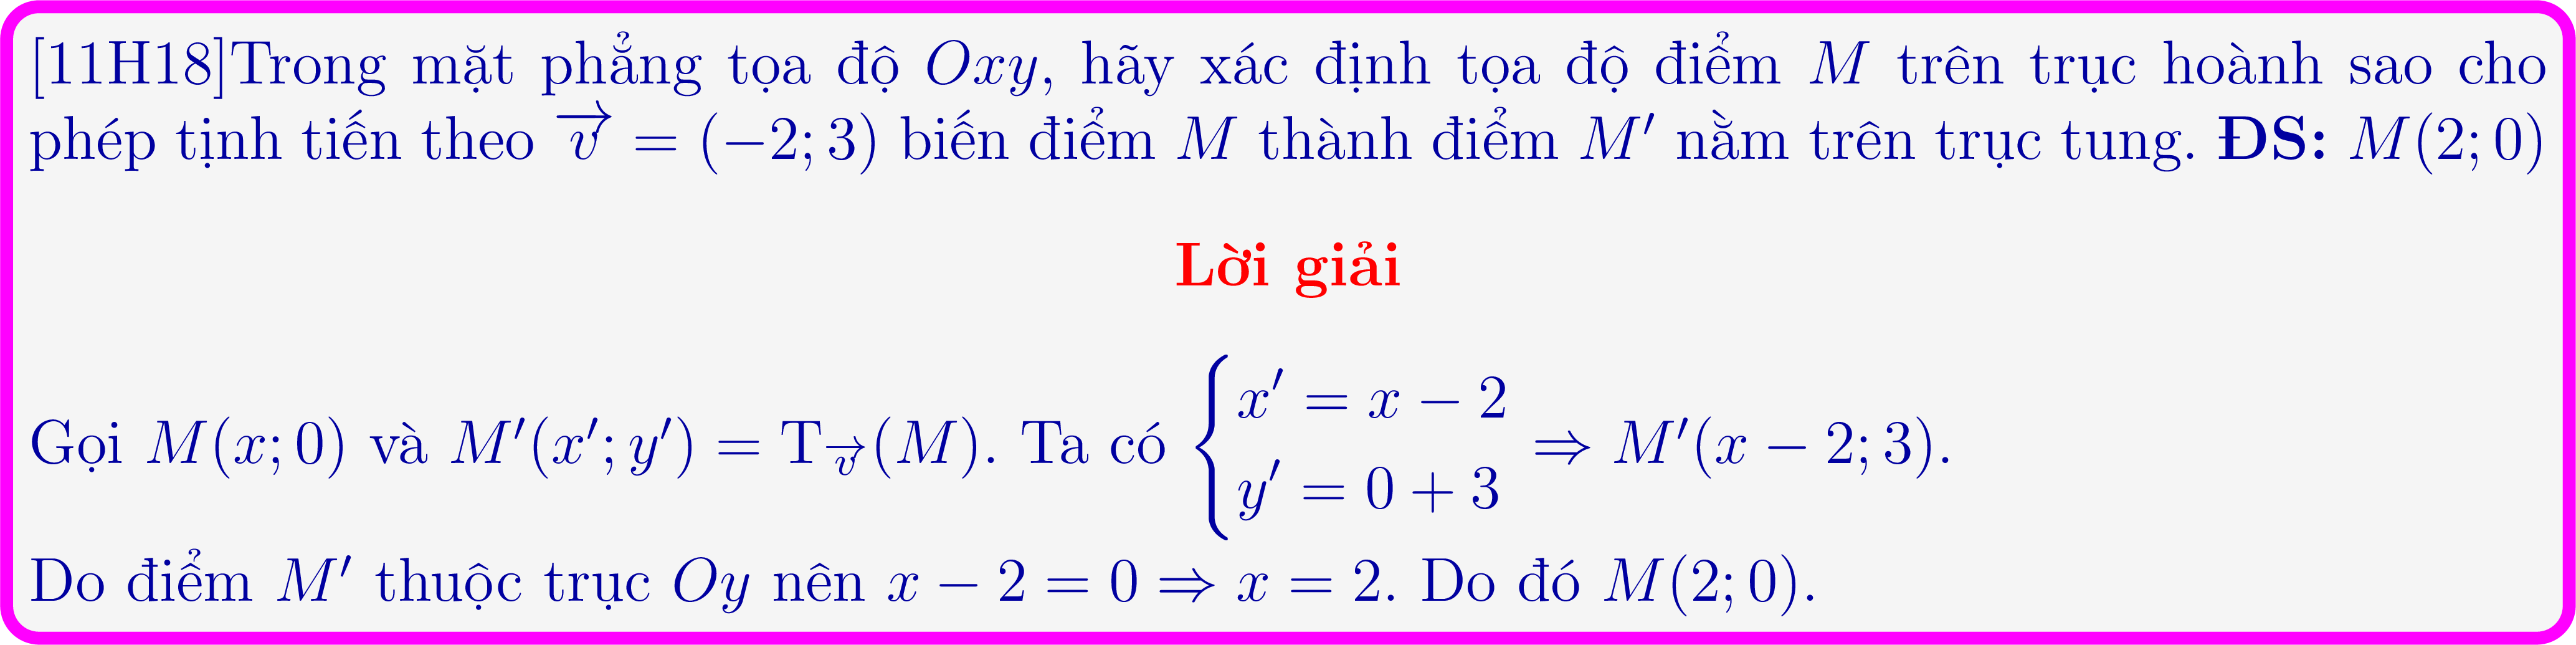 [11H18]Trong mặt phẳng tọa độ Oxy, hãy xác định tọa độ điểm M trên trục hoành sao cho
phép tịnh tiến theo $\overrightarrow{v}$ = (−2; 3) biến điểm M thành điểm M′ nằm trên trục tung. ĐS: M(2; 0)
Lời giải
Gọi M(x; 0) và M′(x′; y′) = T$_{\overrightarrow{v}}$(M). Ta có $\begin{cases} x' = x - 2 \\ y' = 0 + 3 \end{cases}$ ⇒ M′(x − 2; 3).
Do điểm M′ thuộc trục Oy nên x − 2 = 0 ⇒ x = 2. Do đó M(2; 0).